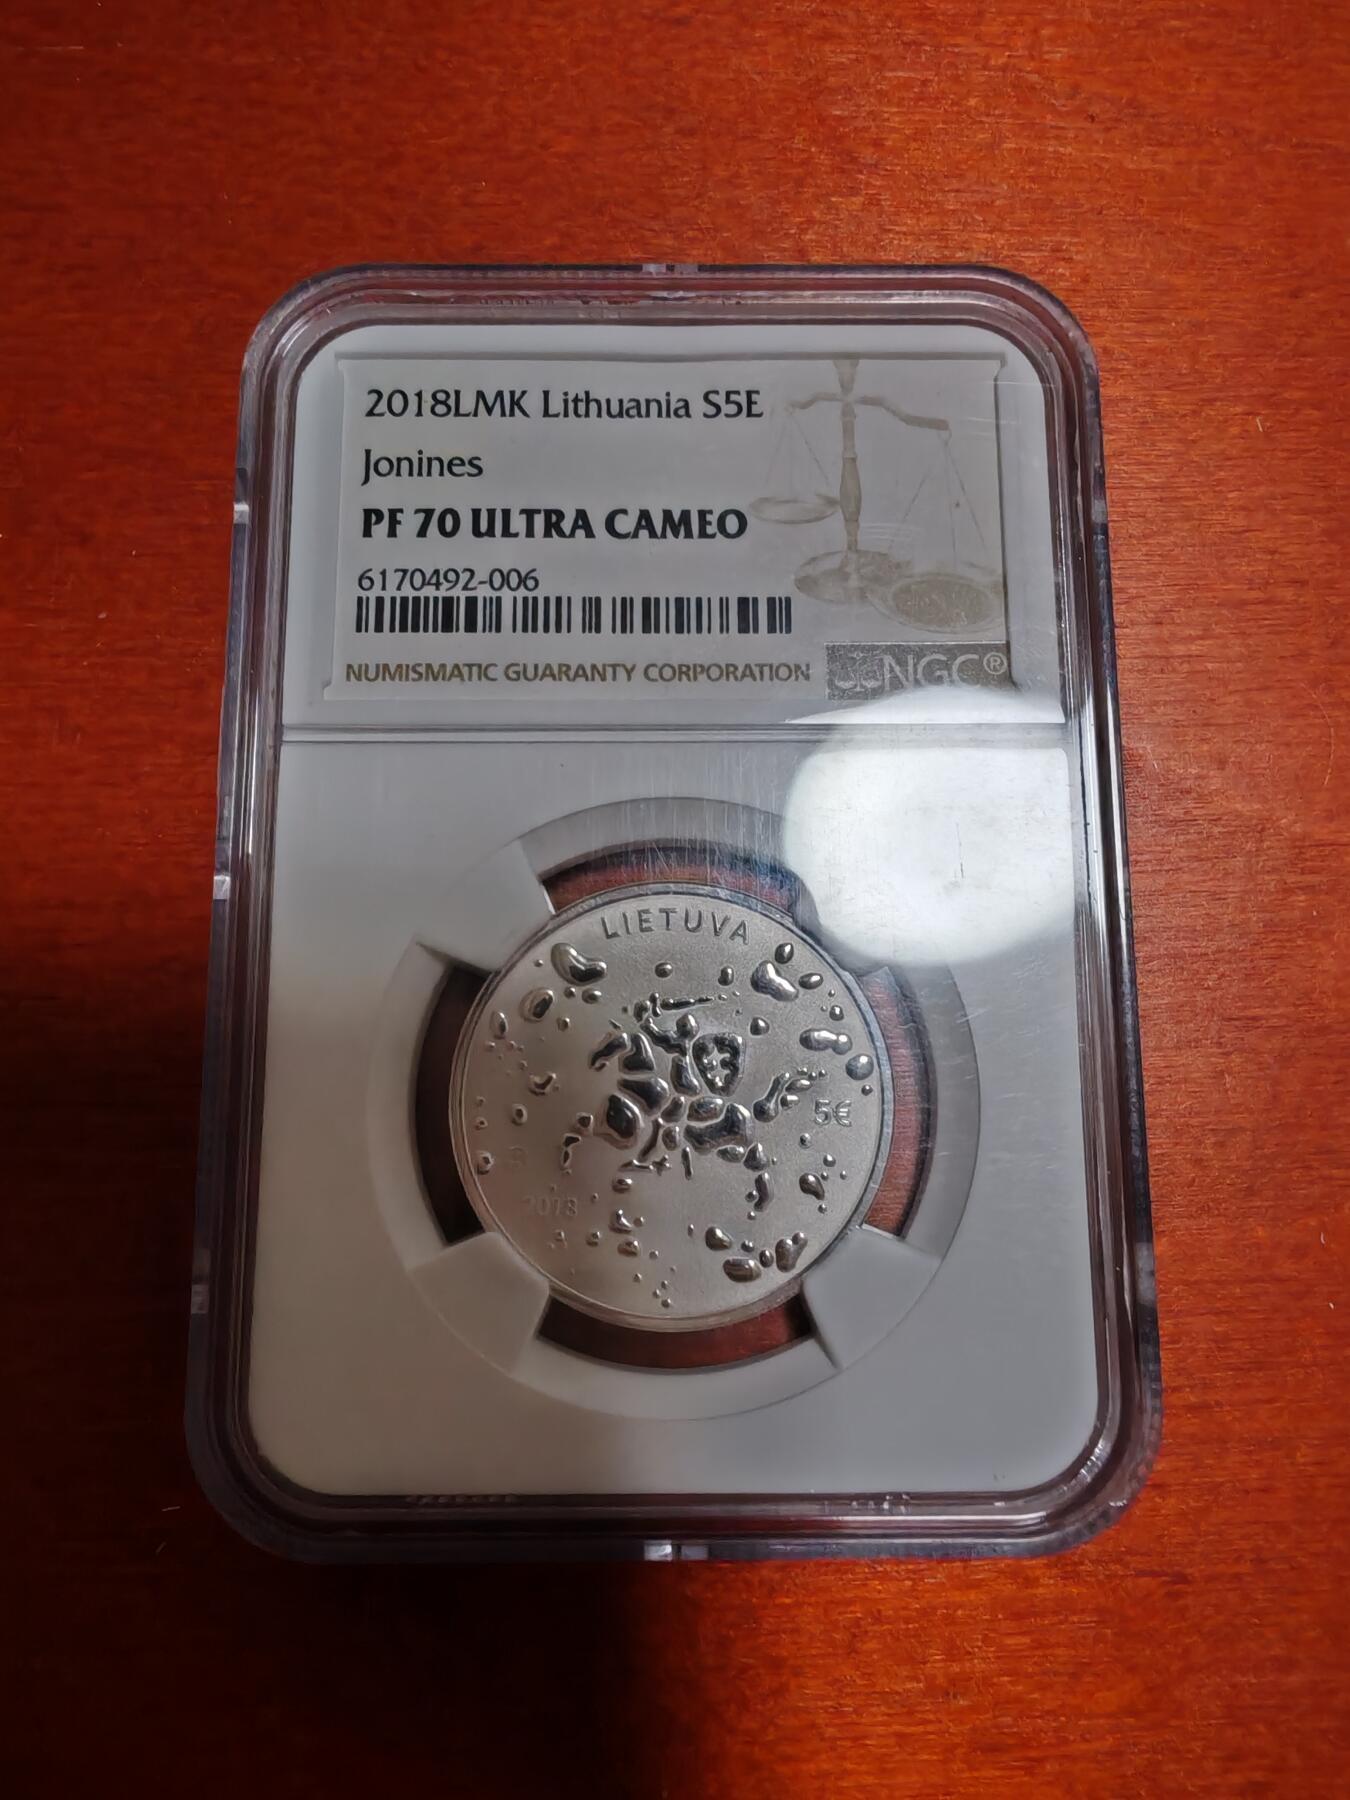 2018LMK Lithuania S5E
Jonines
PF 70 ULTRA CAMEO
6170492-006
NUMISMATIC GUARANTY CORPORATION
NGC®
LIETUVA
5€
2018